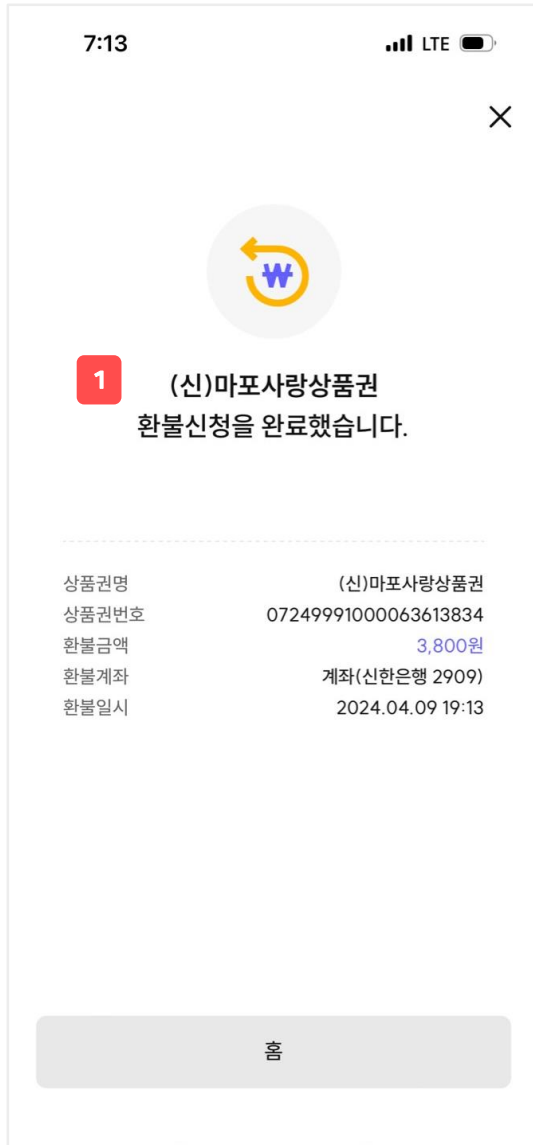 7:13 LTE
₩
1
(신)마포사랑상품권
환불신청을 완료했습니다.
상품권명 (신)마포사랑상품권
상품권번호 07249991000063613834
환불금액 3,800원
환불계좌 계좌(신한은행 2909)
환불일시 2024.04.09 19:13
홈